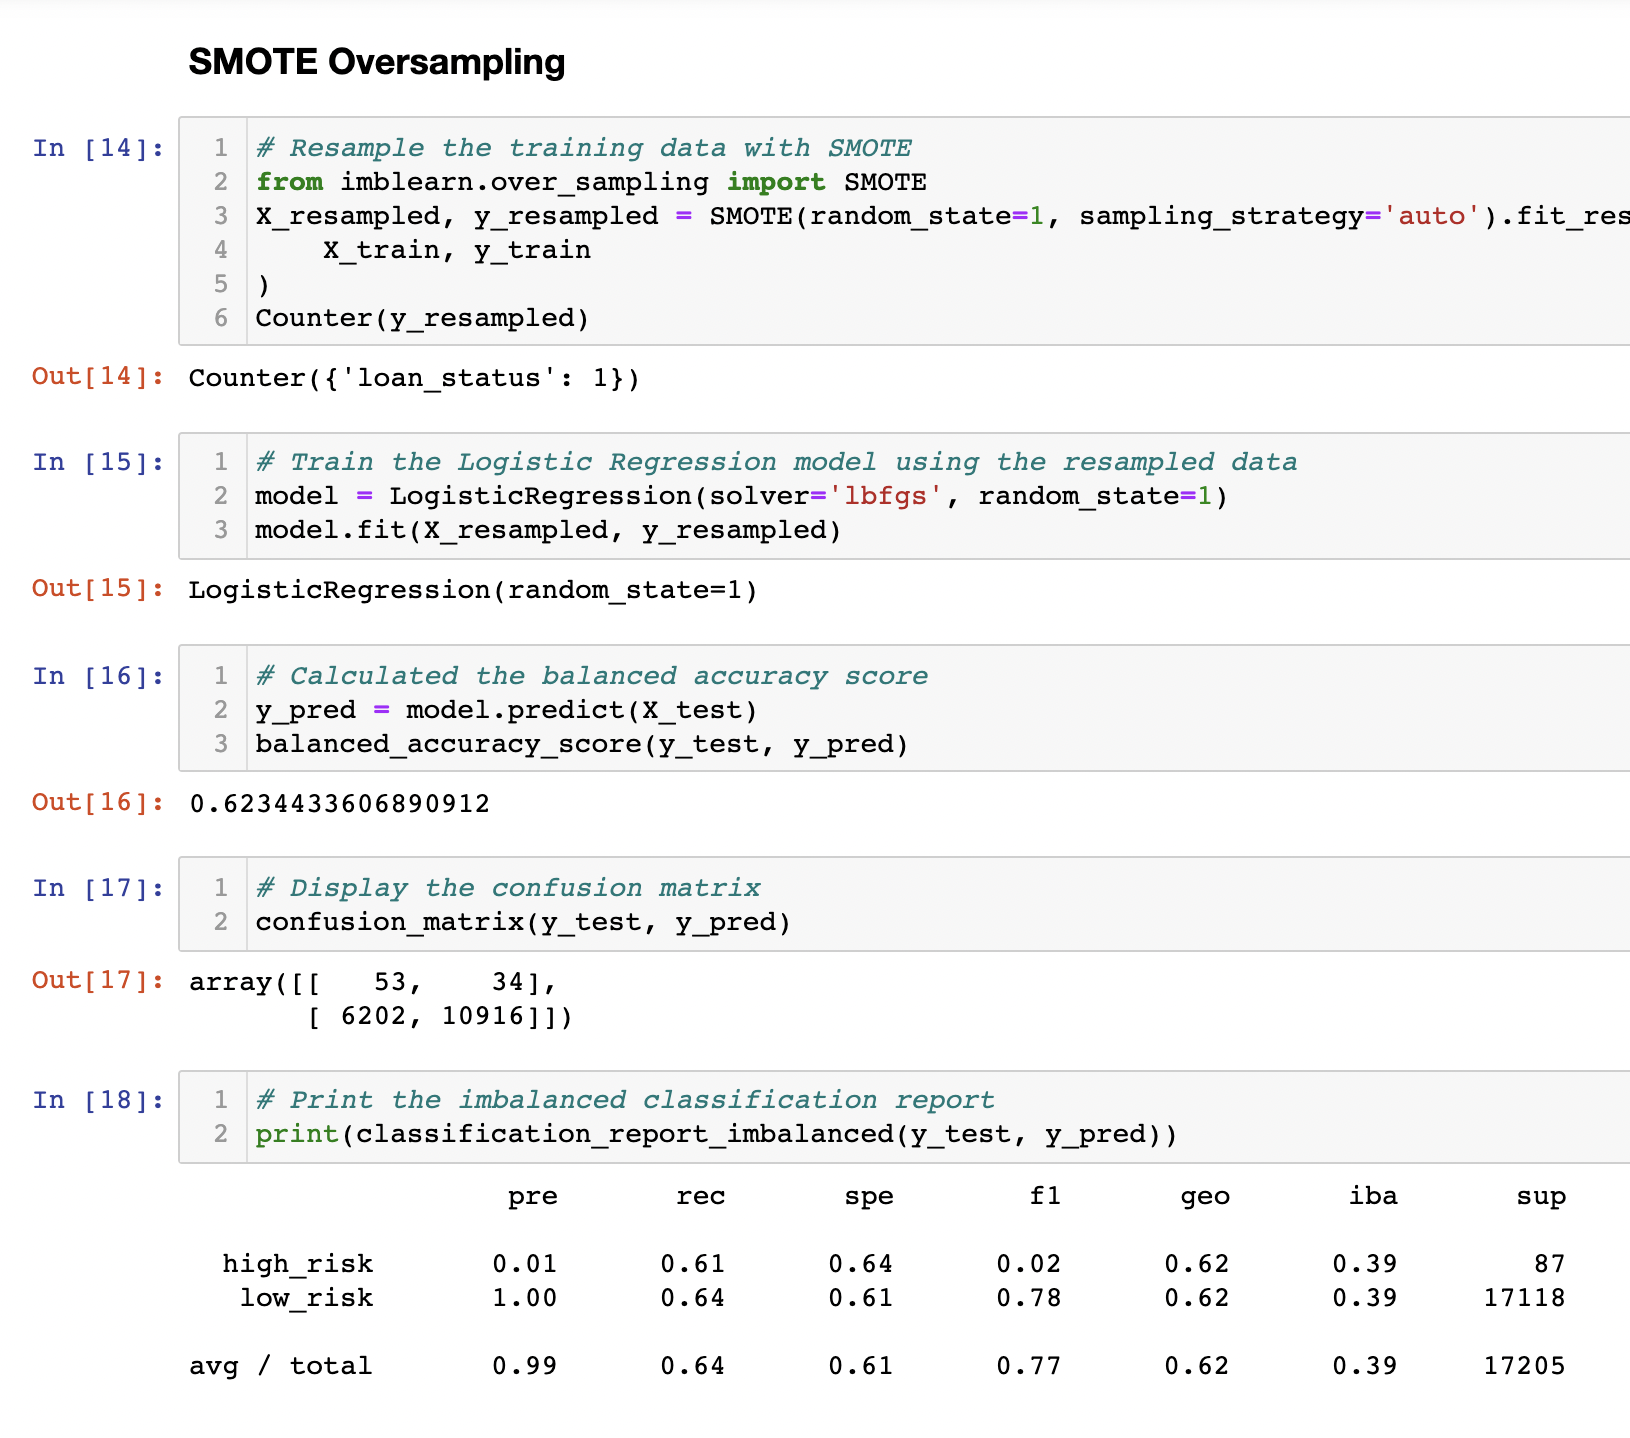 SMOTE Oversampling
In [14]:
1 # Resample the training data with SMOTE
2 from imblearn.over_sampling import SMOTE
3 X_resampled, y_resampled = SMOTE(random_state=1, sampling_strategy='auto').fit_res
4     X_train, y_train
5 )
6 Counter(y_resampled)
Out[14]: Counter({'loan_status': 1})
In [15]:
1 # Train the Logistic Regression model using the resampled data
2 model = LogisticRegression(solver='lbfgs', random_state=1)
3 model.fit(X_resampled, y_resampled)
Out[15]: LogisticRegression(random_state=1)
In [16]:
1 # Calculated the balanced accuracy score
2 y_pred = model.predict(X_test)
3 balanced_accuracy_score(y_test, y_pred)
Out[16]: 0.6234433606890912
In [17]:
1 # Display the confusion matrix
2 confusion_matrix(y_test, y_pred)
Out[17]: array([[   53,    34],
       [ 6202, 10916]])
In [18]:
1 # Print the imbalanced classification report
2 print(classification_report_imbalanced(y_test, y_pred))
pre rec spe f1 geo iba sup
high_risk 0.01 0.61 0.64 0.02 0.62 0.39 87
low_risk 1.00 0.64 0.61 0.78 0.62 0.39 17118
avg / total 0.99 0.64 0.61 0.77 0.62 0.39 17205